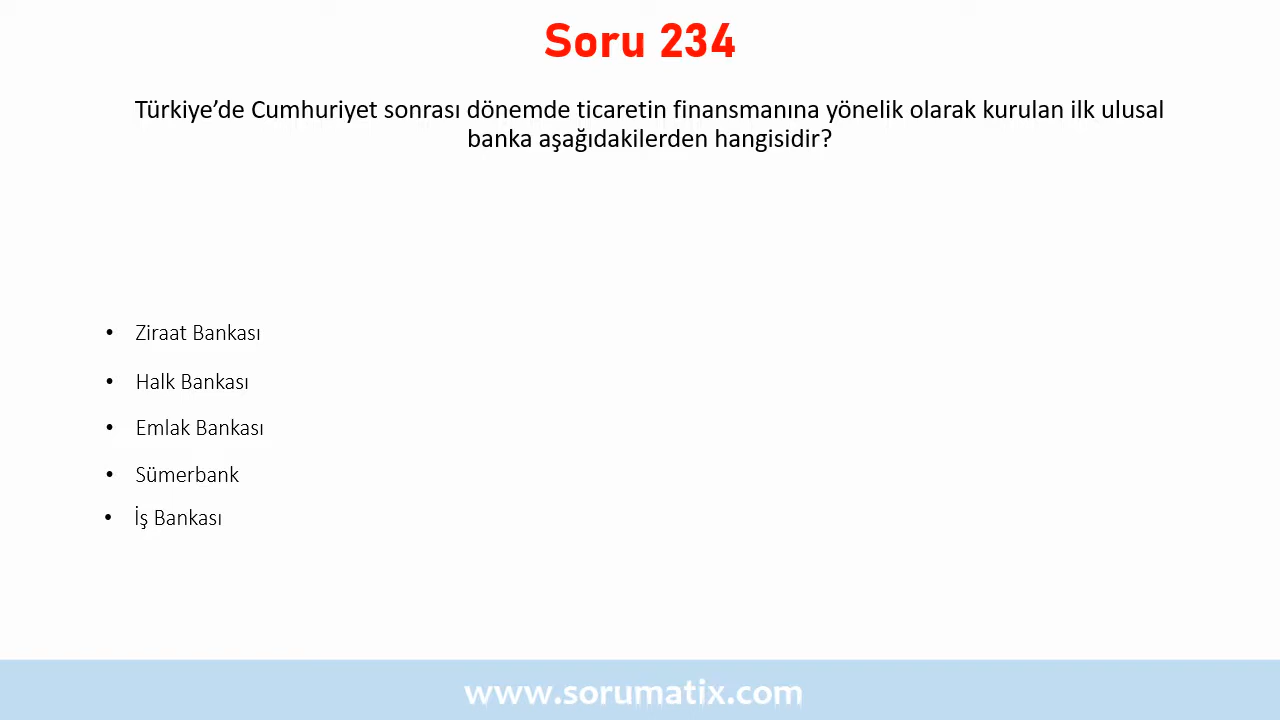 Soru 234
Türkiye’de Cumhuriyet sonrası dönemde ticaretin finansmanına yönelik olarak kurulan ilk ulusal
banka aşağıdakilerden hangisidir?
• Ziraat Bankası
• Halk Bankası
• Emlak Bankası
• Sümerbank
• İş Bankası
www.sorumatix.com